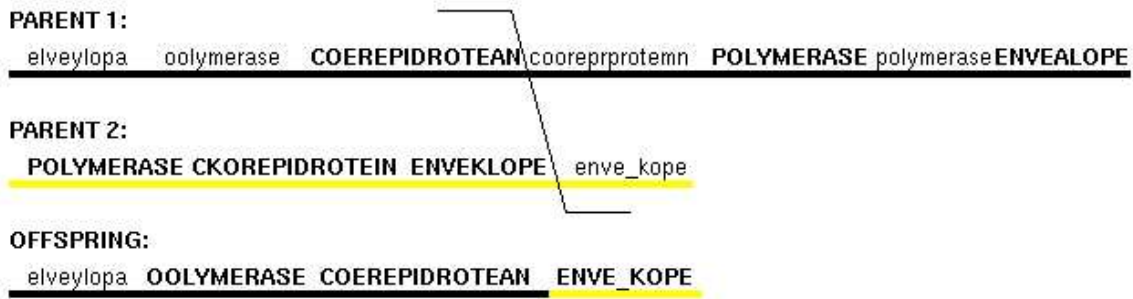 PARENT 1:
elveylopa oolymerase COEREPIDROTEAN cooreprprotemn POLYMERASE polymerase ENVEALOPE
PARENT 2:
POLYMERASE CKOREPIDROTEIN ENVEKLOPE enve_kope
OFFSPRING:
elveylopa OOLYMERASE COEREPIDROTEAN ENVE_KOPE